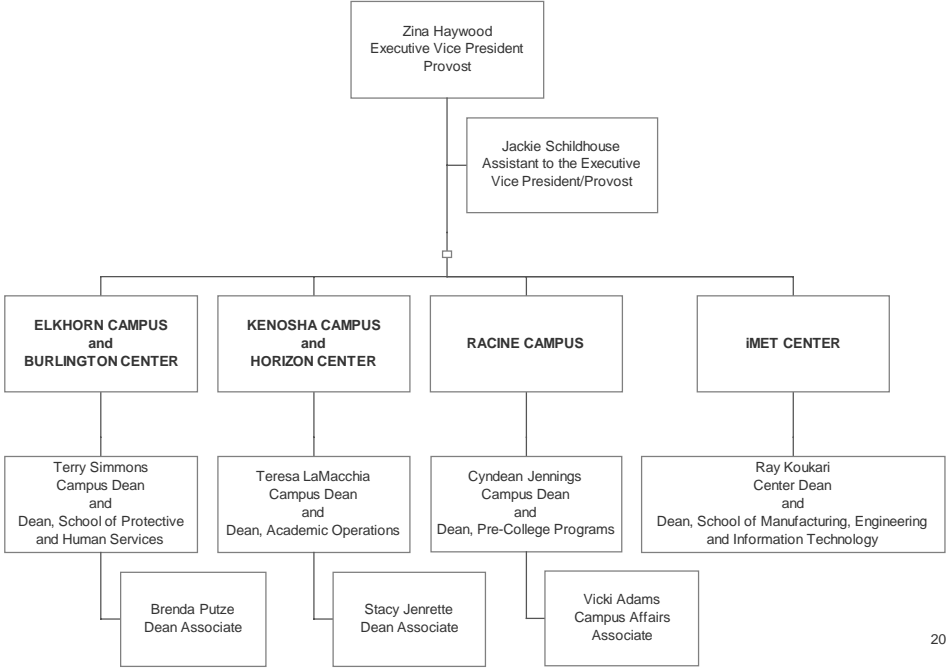 Zina Haywood
Executive Vice President
Provost
Jackie Schildhouse
Assistant to the Executive
Vice President/Provost
ELKHORN CAMPUS
and
BURLINGTON CENTER
KENOSHA CAMPUS
and
HORIZON CENTER
RACINE CAMPUS
iMET CENTER
Terry Simmons
Campus Dean
and
Dean, School of Protective
and Human Services
Teresa LaMacchia
Campus Dean
and
Dean, Academic Operations
Cyndean Jennings
Campus Dean
and
Dean, Pre-College Programs
Ray Koukari
Center Dean
and
Dean, School of Manufacturing, Engineering
and Information Technology
Brenda Putze
Dean Associate
Stacy Jenrette
Dean Associate
Vicki Adams
Campus Affairs
Associate
20